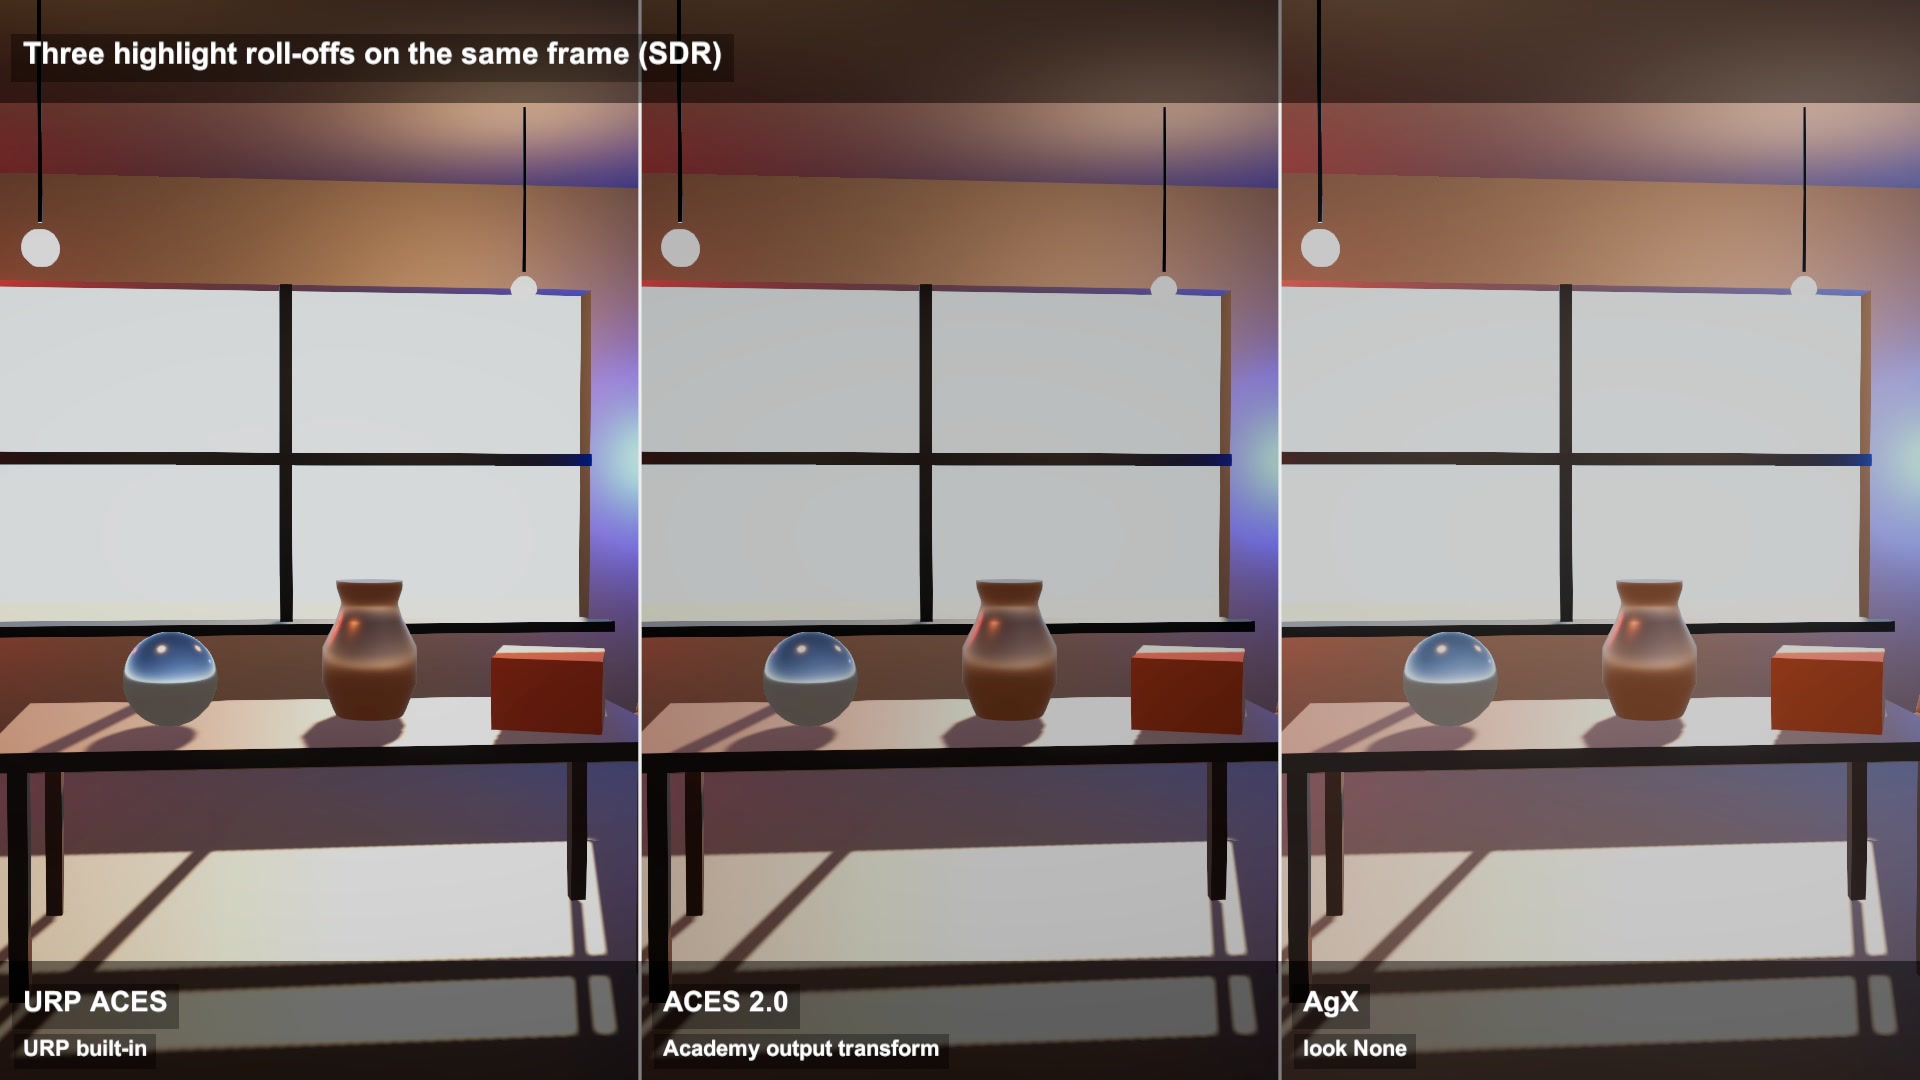 Three highlight roll-offs on the same frame (SDR)
URP ACES
URP built-in
ACES 2.0
Academy output transform
AgX
look None